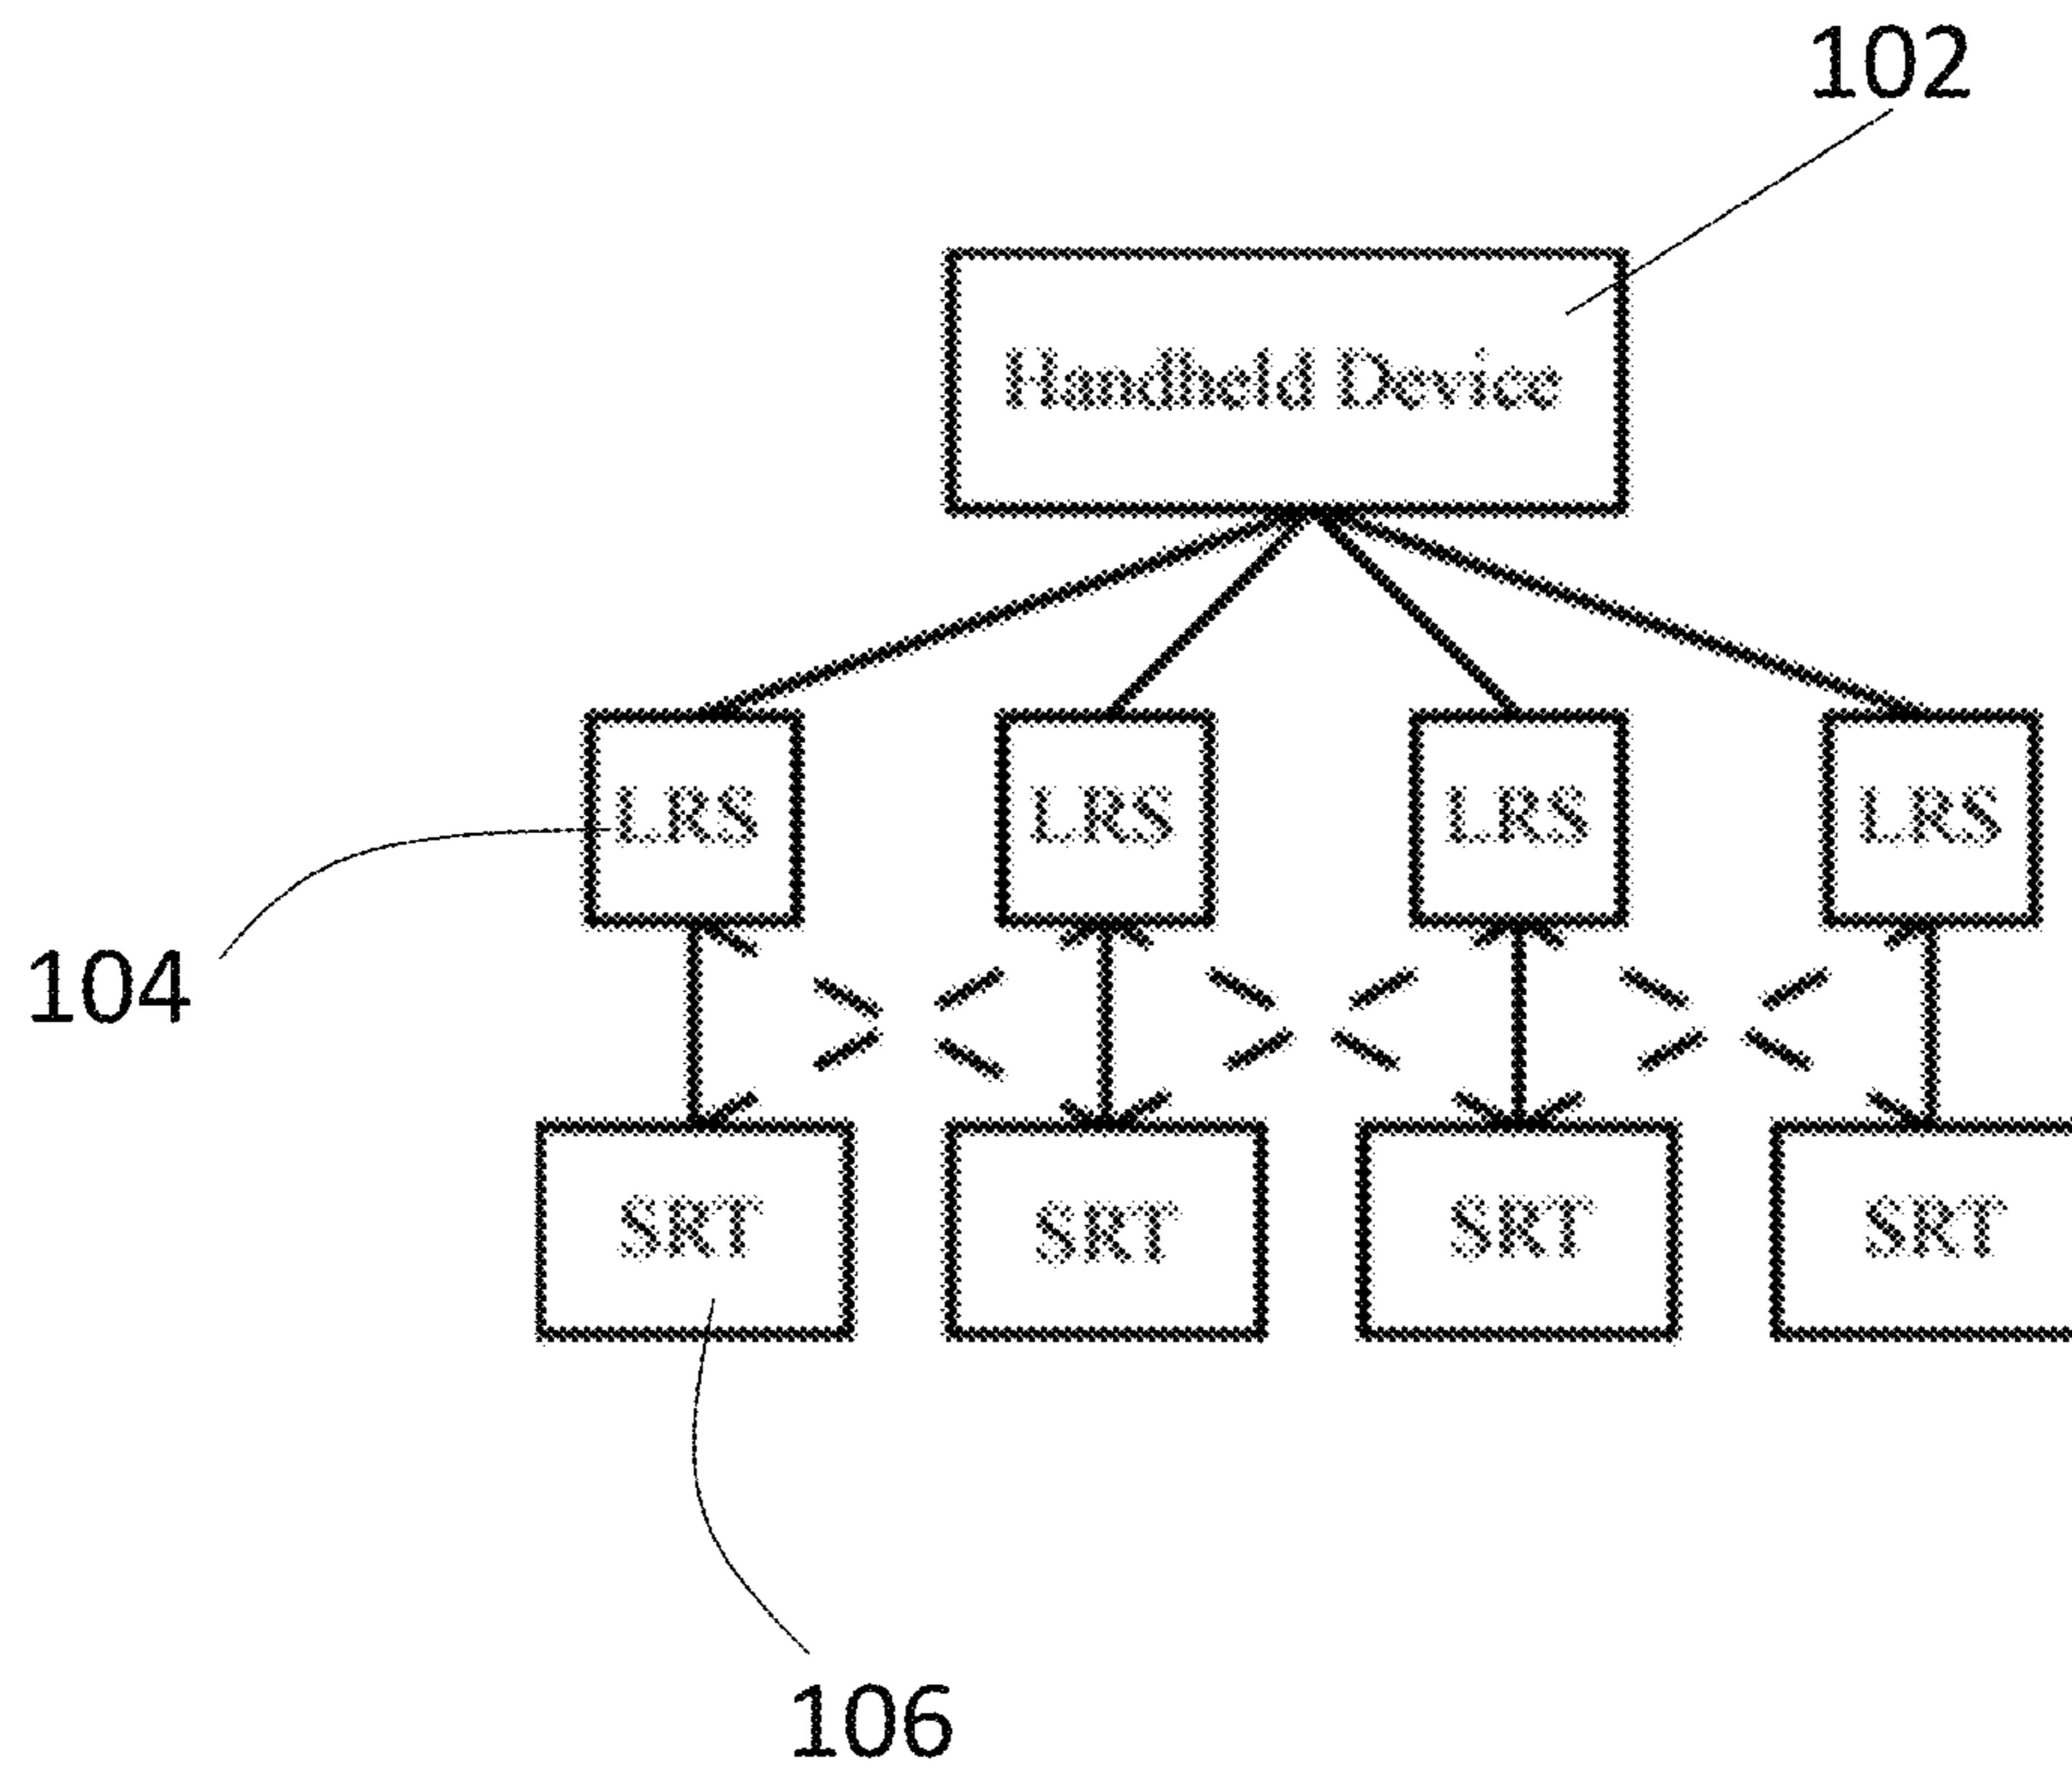 102
Handheld Device
LRS LRS LRS LRS
104
SRT SRT SRT SRT
106